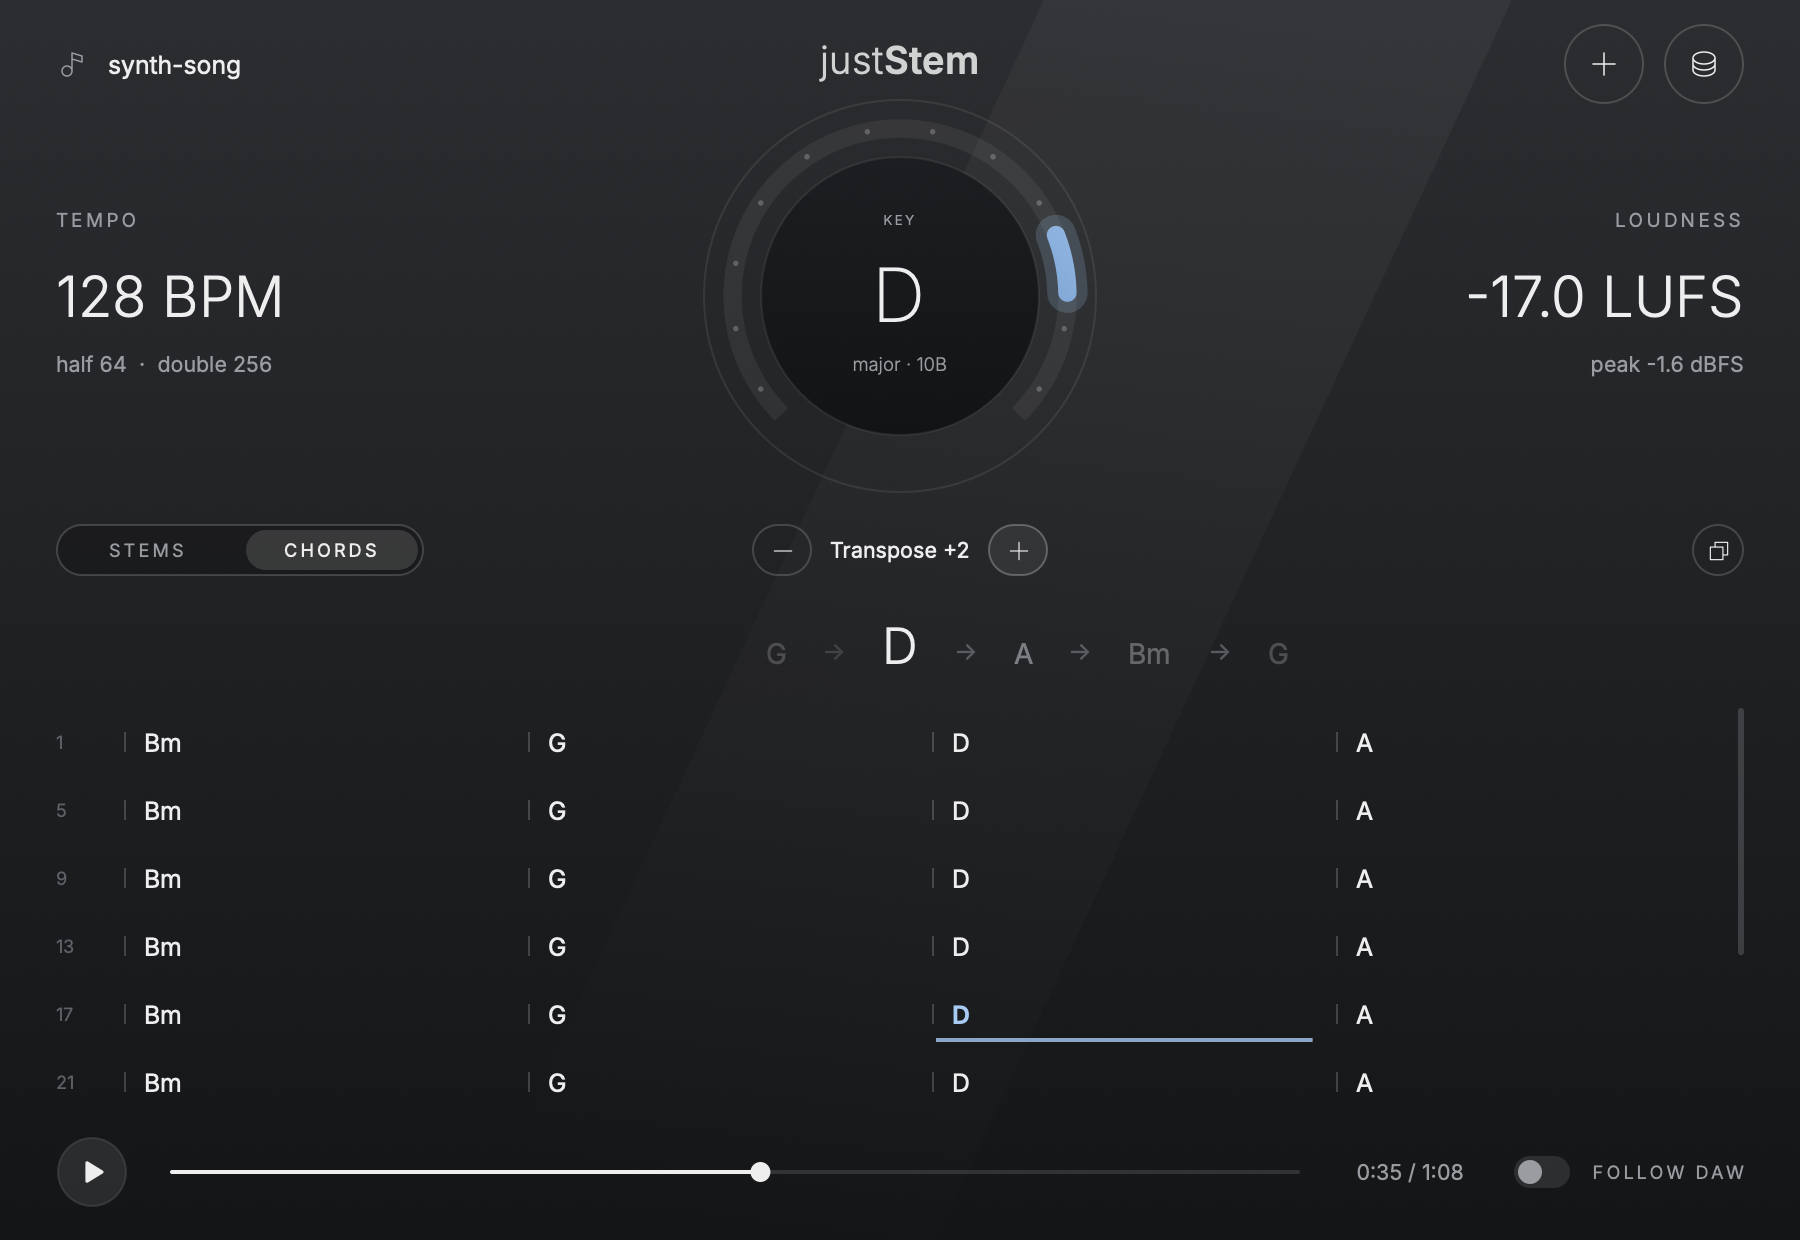 synth-song
justStem
TEMPO
128 BPM
half 64 · double 256
KEY
D
major · 10B
LOUDNESS
-17.0 LUFS
peak -1.6 dBFS
STEMS CHORDS
Transpose +2
G → D → A → Bm → G
1 Bm G D A
5 Bm G D A
9 Bm G D A
13 Bm G D A
17 Bm G D A
21 Bm G D A
0:35 / 1:08 FOLLOW DAW